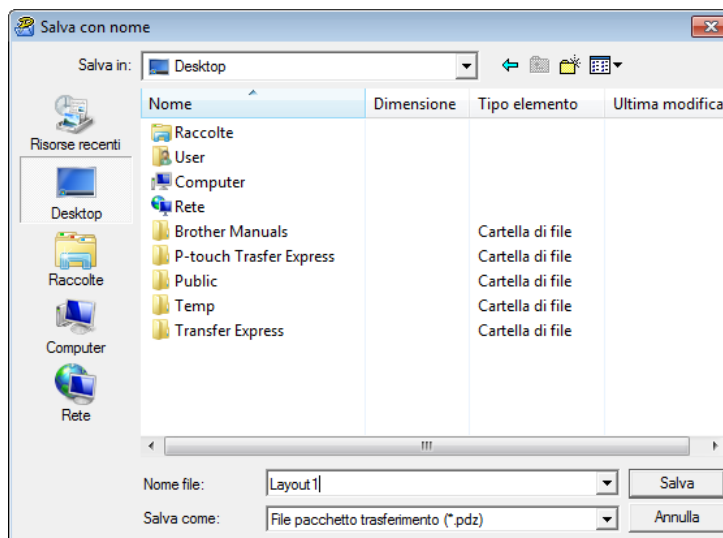 Salva con nome
Salva in: Desktop
Nome Dimensione Tipo elemento Ultima modifica
Risorse recenti
Desktop
Raccolte
Computer
Rete
Raccolte
User
Computer
Rete
Brother Manuals Cartella di file
P-touch Trasfer Express Cartella di file
Public Cartella di file
Temp Cartella di file
Transfer Express Cartella di file
Nome file: Layout1 Salva
Salva come: File pacchetto trasferimento (*.pdz) Annulla